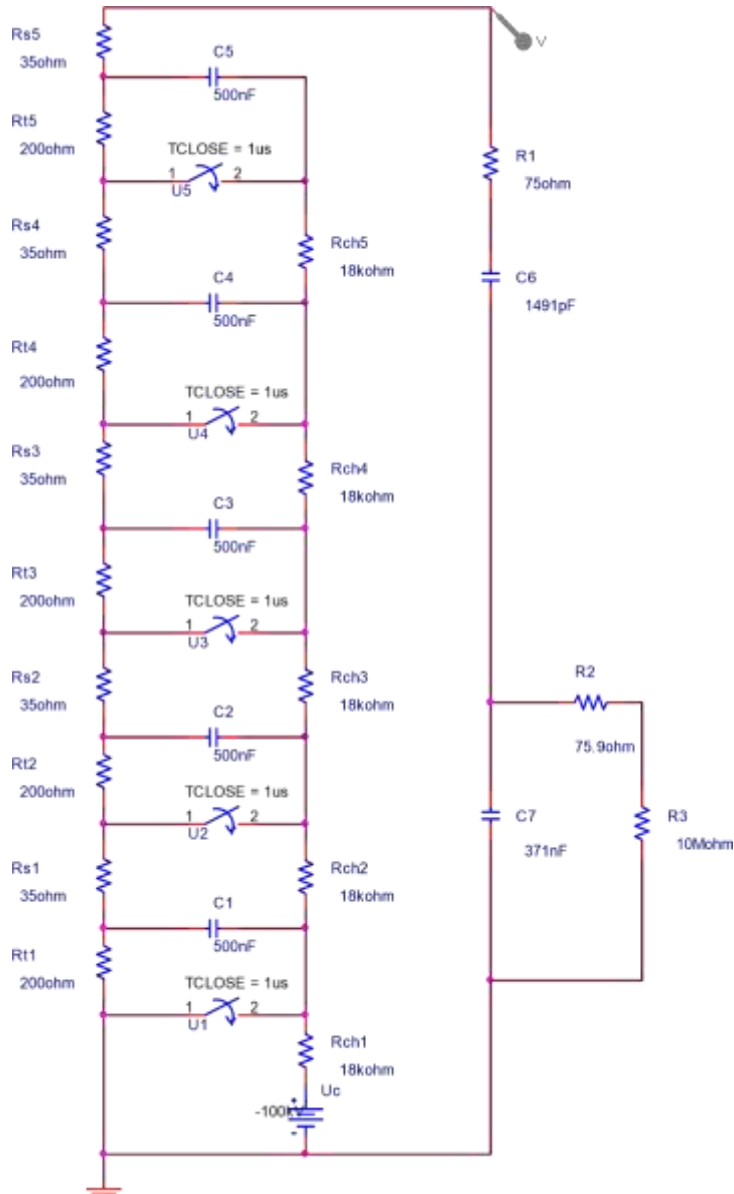 Rs5
35ohm
C5
500nF
V
Rt5
200ohm
TCLOSE = 1us
1 2
U5
R1
75ohm
Rs4
35ohm
Rch5
18kohm
C4
500nF
C6
1491pF
Rt4
200ohm
TCLOSE = 1us
1 2
U4
Rs3
35ohm
Rch4
18kohm
C3
500nF
Rt3
200ohm
TCLOSE = 1us
1 2
U3
Rs2
35ohm
Rch3
18kohm
R2
75.9ohm
C2
500nF
Rt2
200ohm
TCLOSE = 1us
1 2
U2
C7
371nF
R3
10Mohm
Rs1
35ohm
Rch2
18kohm
C1
500nF
Rt1
200ohm
TCLOSE = 1us
1 2
U1
Rch1
18kohm
Uc
-100kV
+
-